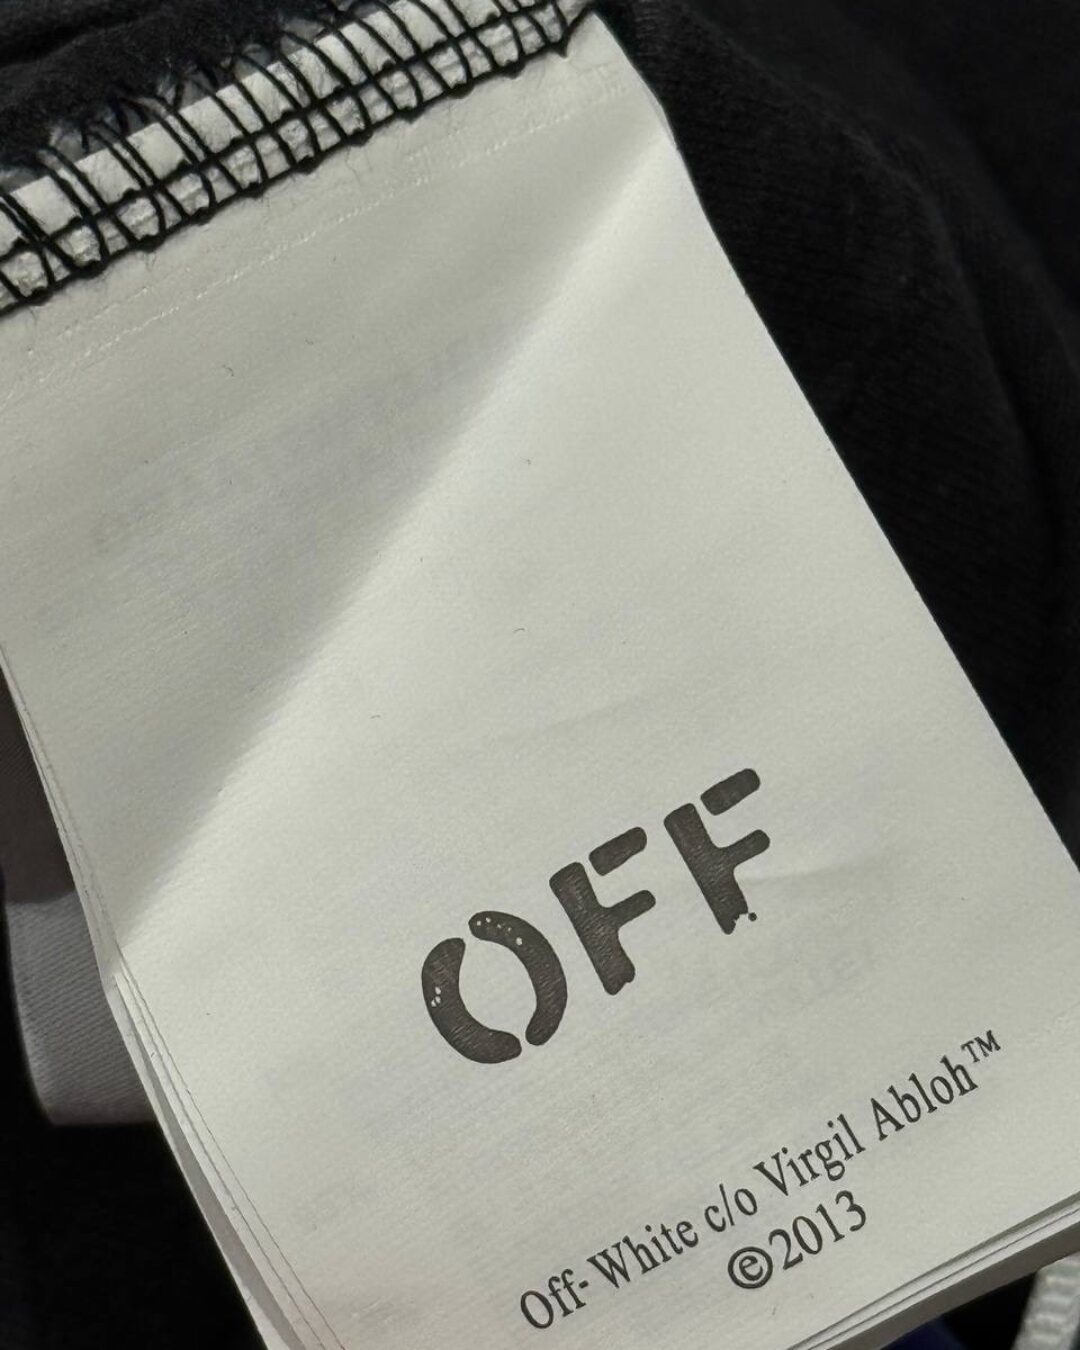 OFF
Off-White c/o Virgil Abloh™
©2013